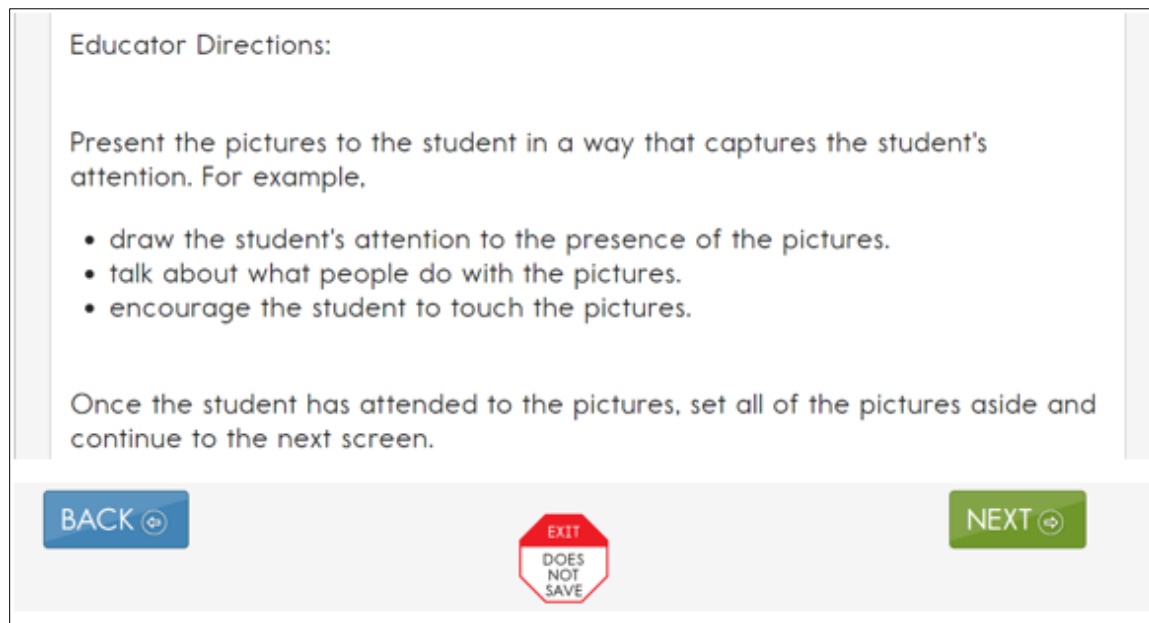 Educator Directions:
Present the pictures to the student in a way that captures the student's
attention. For example,
• draw the student's attention to the presence of the pictures.
• talk about what people do with the pictures.
• encourage the student to touch the pictures.
Once the student has attended to the pictures, set all of the pictures aside and
continue to the next screen.
BACK
NEXT
EXIT
DOES
NOT
SAVE